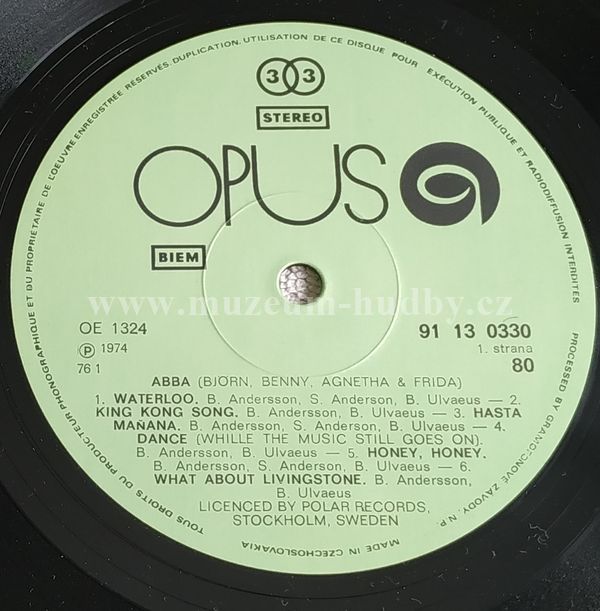 TOUS DROITS DU PRODUCTEUR PHONOGRAPHIQUE ET DU PROPRIÉTAIRE DE L'OEUVRE ENREGISTRÉE RÉSERVÉS. DUPLICATION, UTILISATION DE CE DISQUE POUR EXÉCUTION PUBLIQUE ET RADIODIFFUSION INTERDITES
33
STEREO
OPUS
BIEM
www.muzeum-hudby.cz
OE 1324
91 13 0330
Ⓟ 1974
1. strana
76 1
80
ABBA (BJÖRN, BENNY, AGNETHA & FRIDA)
1. WATERLOO. B. Andersson, S. Anderson, B. Ulvaeus — 2.
KING KONG SONG. B. Andersson, B. Ulvaeus — 3. HASTA
MAÑANA. B. Andersson, S. Anderson, B. Ulvaeus — 4.
DANCE (WHILLE THE MUSIC STILL GOES ON).
B. Andersson, B. Ulvaeus — 5. HONEY, HONEY.
B. Andersson, S. Anderson, B. Ulvaeus — 6.
WHAT ABOUT LIVINGSTONE. B. Andersson,
B. Ulvaeus
LICENCED BY POLAR RECORDS,
STOCKHOLM, SWEDEN
PROCESSED BY GRAMOFONOVÉ ZÁVODY, N.P.
MADE IN CZECHOSLOVAKIA